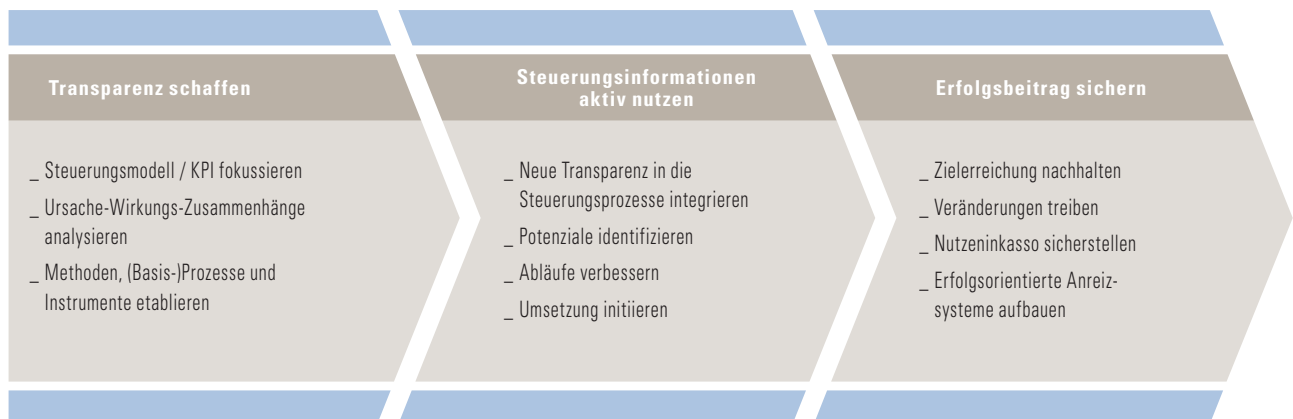 Transparenz schaffen
_ Steuerungsmodell / KPI fokussieren
_ Ursache-Wirkungs-Zusammenhänge
analysieren
_ Methoden, (Basis-)Prozesse und
Instrumente etablieren
Steuerungsinformationen
aktiv nutzen
_ Neue Transparenz in die
Steuerungsprozesse integrieren
_ Potenziale identifizieren
_ Abläufe verbessern
_ Umsetzung initiieren
Erfolgsbeitrag sichern
_ Zielerreichung nachhalten
_ Veränderungen treiben
_ Nutzeninkasso sicherstellen
_ Erfolgsorientierte Anreiz-
systeme aufbauen